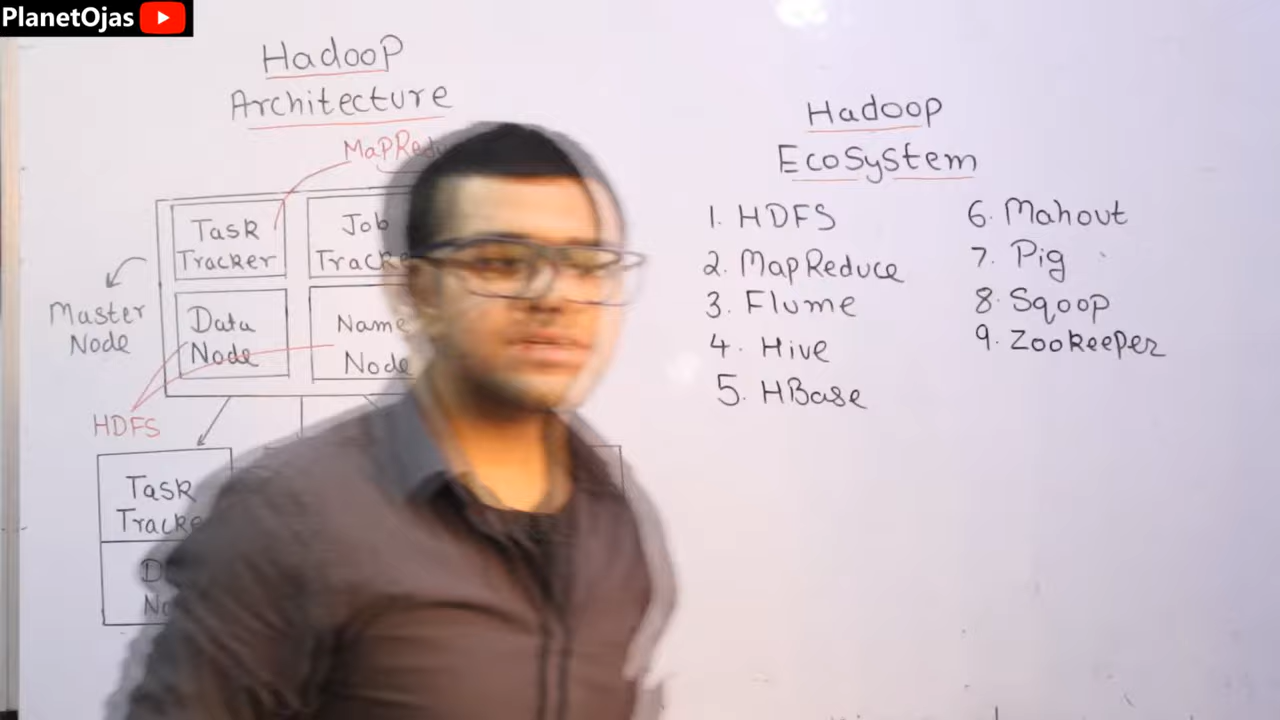 PlanetOjas
Hadoop
Architecture
Task
Tracker
Job
Data
Node
Name
Node
Master
Node
HDFS
Task
Hadoop
EcoSystem
1. HDFS
2. MapReduce
3. Flume
4. Hive
5. HBase
6. Mahout
7. Pig
8. Sqoop
9. Zookeeper